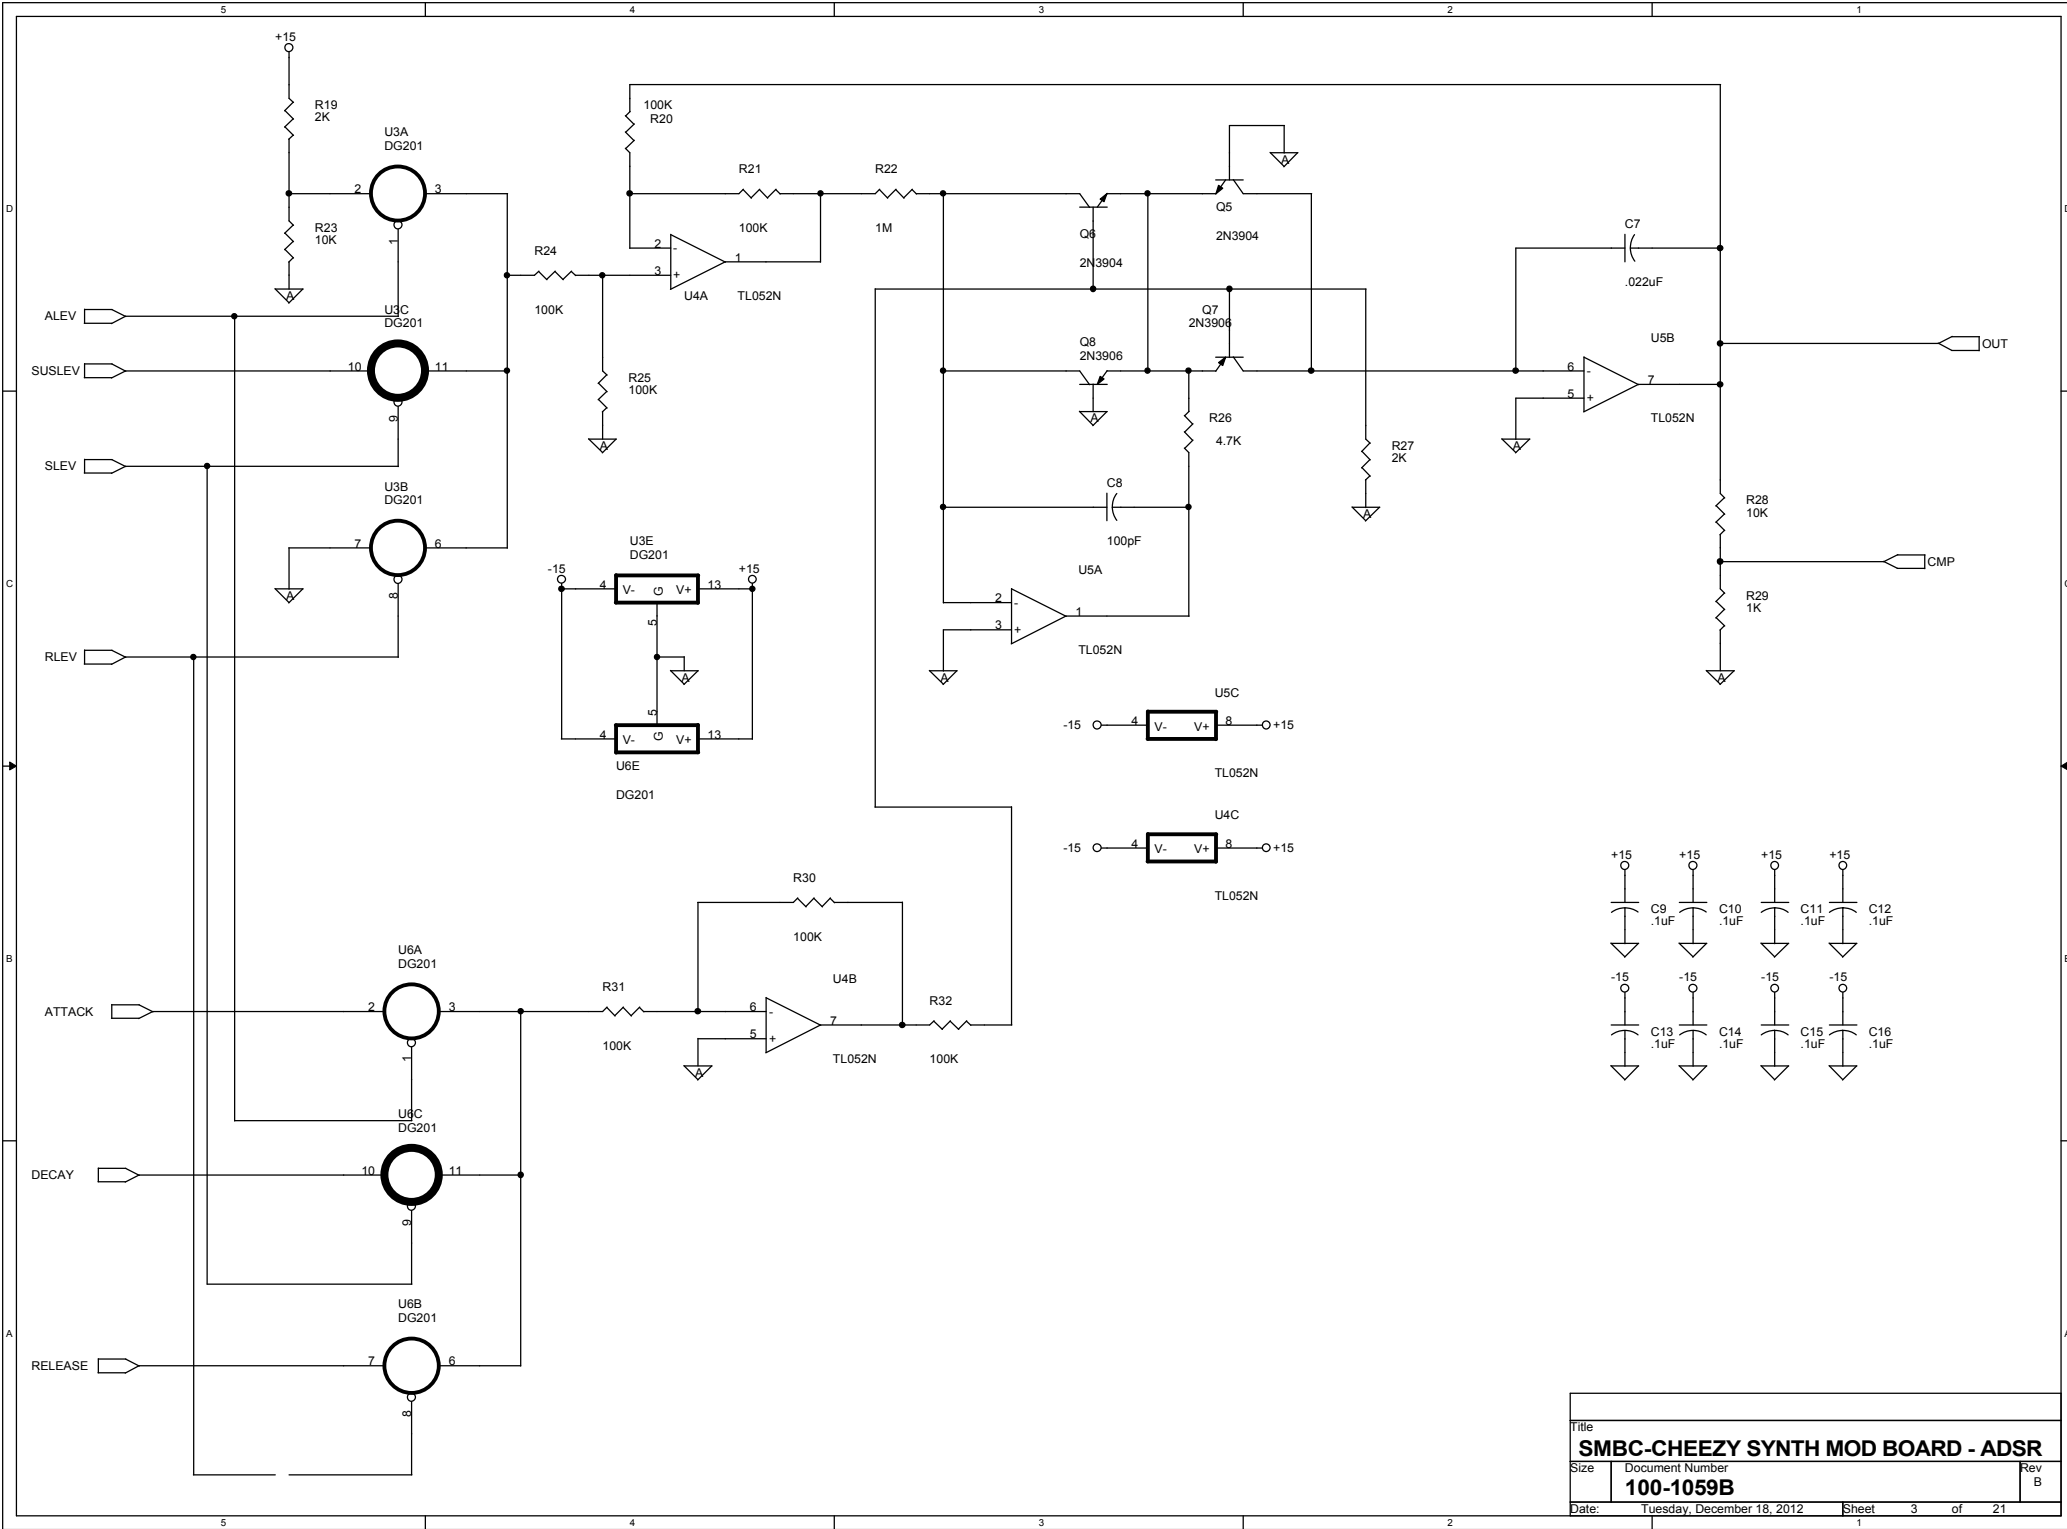 5
4
3
2
1
D
D
C
C
B
B
A
A
+15
R19
2K
U3A
DG201
2
3
1
R23
10K
A
ALEV
U3C
DG201
SUSLEV
10
11
9
SLEV
U3B
DG201
7
6
8
A
RLEV
R24
100K
R25
100K
A
100K
R20
R21
100K
R22
1M
2
-
3
+
1
U4A
TL052N
Q6
2N3904
Q5
2N3904
A
Q7
2N3906
Q8
2N3906
A
R26
4.7K
C8
100pF
U5A
2
-
3
+
1
A
TL052N
R27
2K
A
C7
.022uF
U5B
6
-
5
+
7
A
TL052N
OUT
R28
10K
CMP
R29
1K
A
U3E
DG201
-15
+15
4
V-
G
V+
13
5
A
5
4
V-
G
V+
13
U6E
DG201
U5C
-15
4
V-
V+
8
+15
TL052N
U4C
-15
4
V-
V+
8
+15
TL052N
+15
+15
+15
+15
C9
.1uF
C10
.1uF
C11
.1uF
C12
.1uF
-15
-15
-15
-15
C13
.1uF
C14
.1uF
C15
.1uF
C16
.1uF
R30
100K
U4B
R31
100K
6
-
5
+
7
A
TL052N
R32
100K
U6A
DG201
ATTACK
2
3
1
U6C
DG201
DECAY
10
11
9
U6B
DG201
RELEASE
7
6
8
Title
SMBC-CHEEZY SYNTH MOD BOARD - ADSR
Size
Document Number
Rev
100-1059B
B
Date:
Tuesday, December 18, 2012
Sheet
3
of
21
5
4
3
2
1